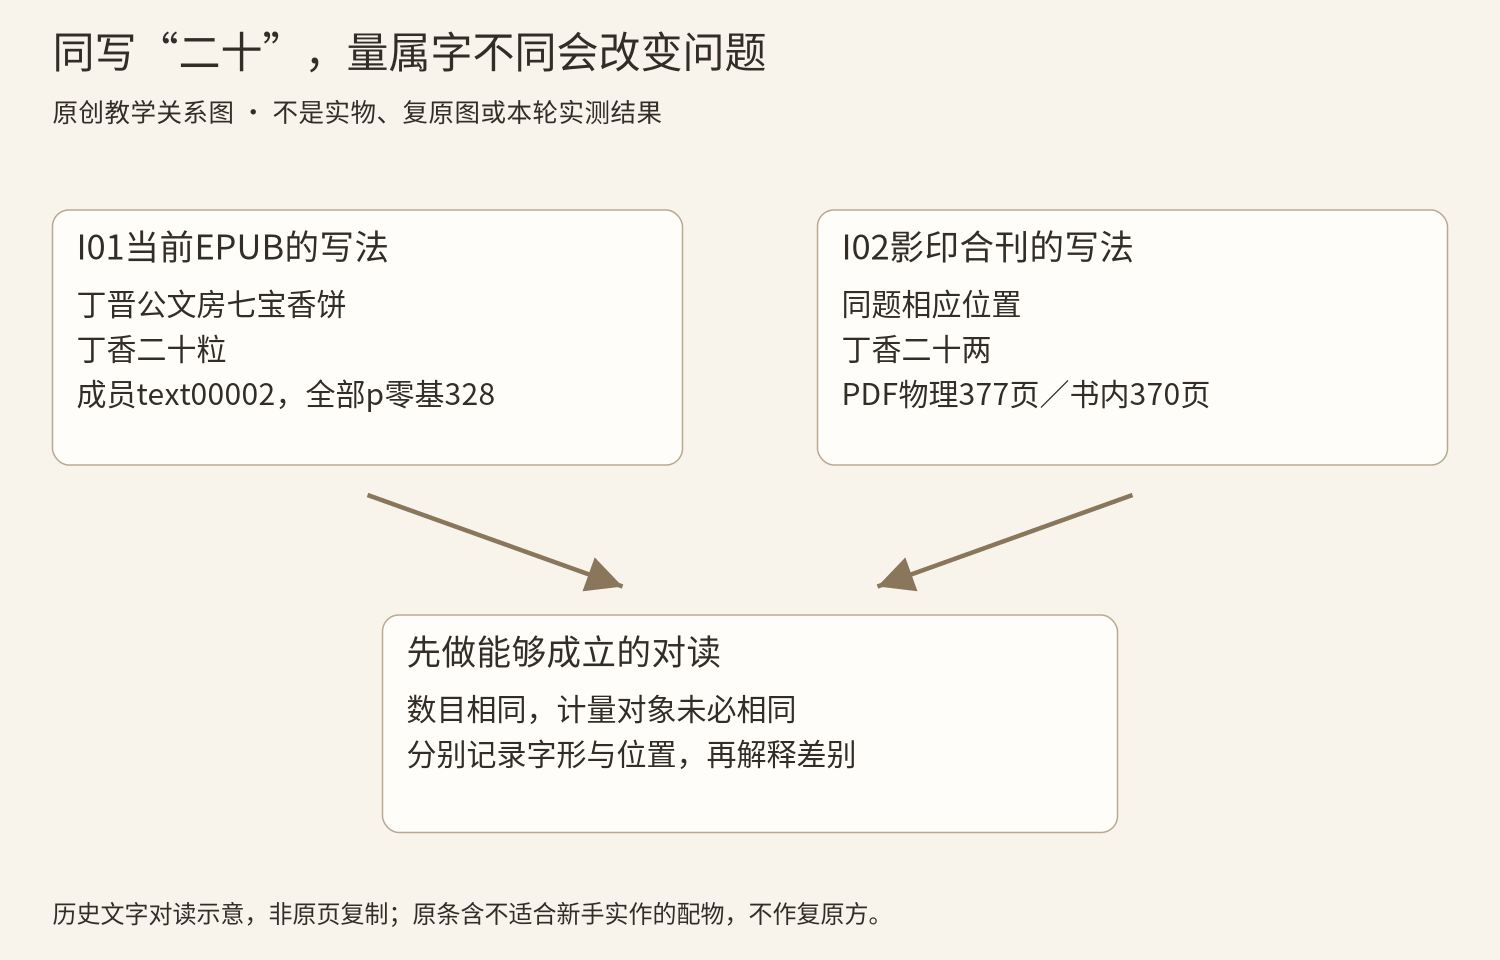 同写“二十”，量属字不同会改变问题
原创教学关系图 · 不是实物、复原图或本轮实测结果
I01当前EPUB的写法
丁晋公文房七宝香饼
丁香二十粒
成员text00002，全部p零基328
I02影印合刊的写法
同题相应位置
丁香二十两
PDF物理377页／书内370页
先做能够成立的对读
数目相同，计量对象未必相同
分别记录字形与位置，再解释差别
历史文字对读示意，非原页复制；原条含不适合新手实作的配物，不作复原方。